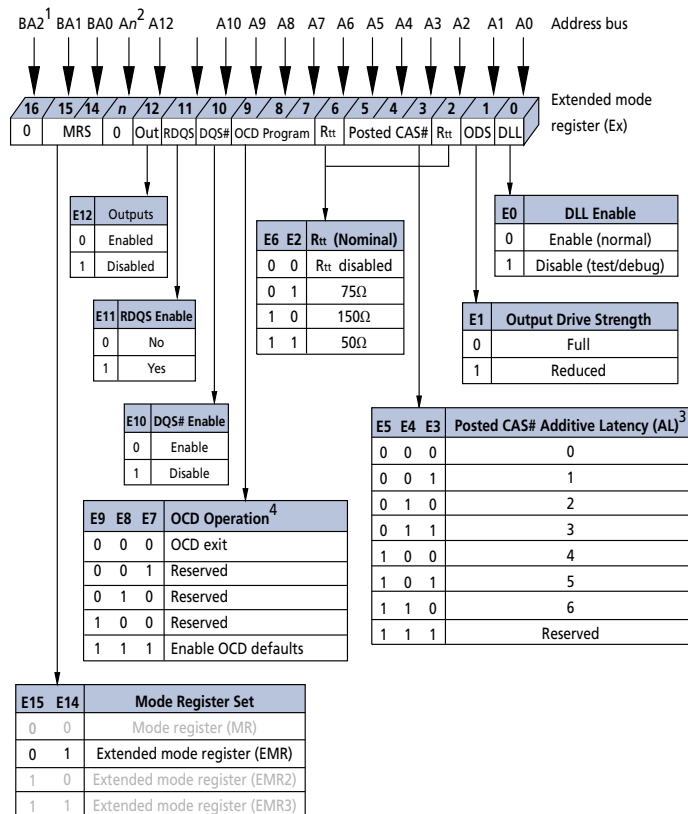 BA2¹ BA1 BA0 An² A12 A10 A9 A8 A7 A6 A5 A4 A3 A2 A1 A0 Address bus
16 15 14 n 12 11 10 9 8 7 6 5 4 3 2 1 0
Extended mode
register (Ex)
0 MRS 0 Out RDQS DQS# OCD Program Rtt Posted CAS# Rtt ODS DLL
E12 Outputs
0 Enabled
1 Disabled
E6 E2 Rtt (Nominal)
0 0 Rtt disabled
0 1 75Ω
1 0 150Ω
1 1 50Ω
E0 DLL Enable
0 Enable (normal)
1 Disable (test/debug)
E11 RDQS Enable
0 No
1 Yes
E1 Output Drive Strength
0 Full
1 Reduced
E10 DQS# Enable
0 Enable
1 Disable
E5 E4 E3 Posted CAS# Additive Latency (AL)³
0 0 0 0
0 0 1 1
0 1 0 2
0 1 1 3
1 0 0 4
1 0 1 5
1 1 0 6
1 1 1 Reserved
E9 E8 E7 OCD Operation⁴
0 0 0 OCD exit
0 0 1 Reserved
0 1 0 Reserved
1 0 0 Reserved
1 1 1 Enable OCD defaults
E15 E14 Mode Register Set
0 0 Mode register (MR)
0 1 Extended mode register (EMR)
1 0 Extended mode register (EMR2)
1 1 Extended mode register (EMR3)